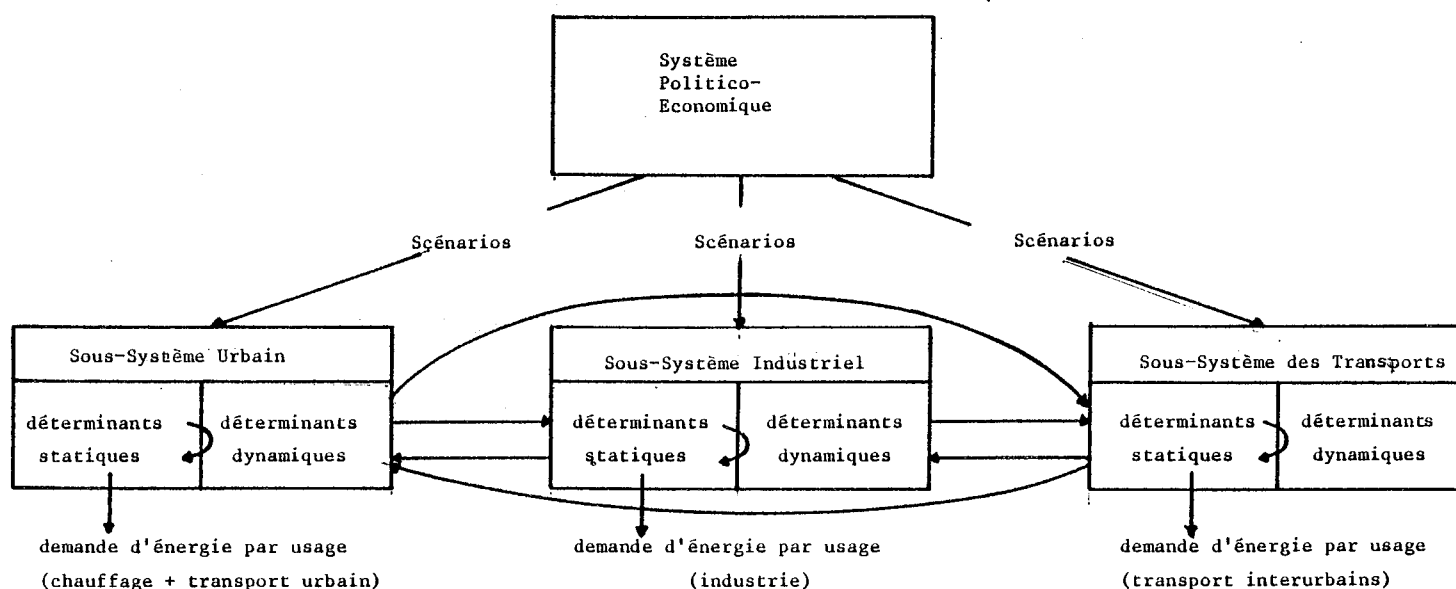 Système
Politico-
Economique
Scénarios
Scénarios
Scénarios
Sous-Système Urbain
Sous-Système Industriel
Sous-Système des Transports
déterminants
statiques
déterminants
dynamiques
déterminants
statiques
déterminants
dynamiques
déterminants
statiques
déterminants
dynamiques
demande d'énergie par usage
(chauffage + transport urbain)
demande d'énergie par usage
(industrie)
demande d'énergie par usage
(transport interurbains)